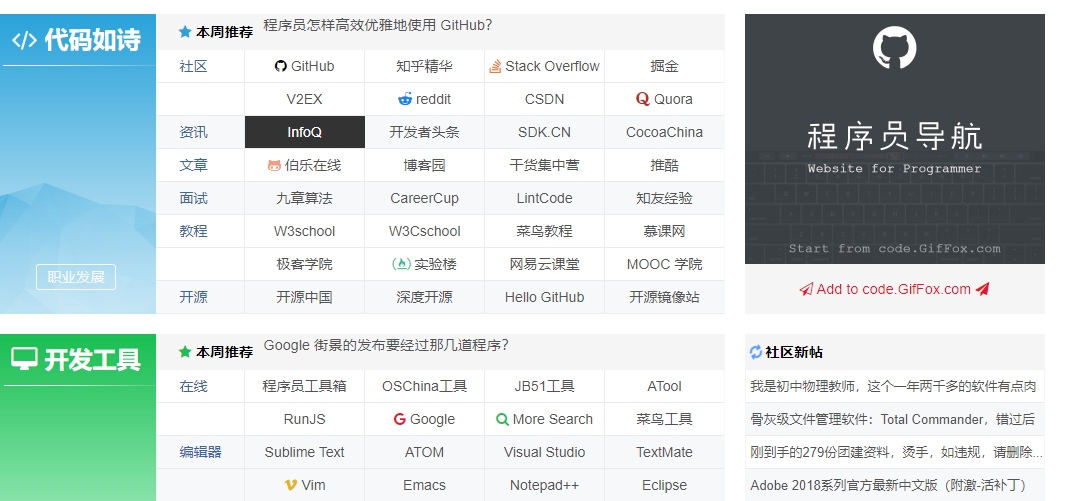 </> 代码如诗
本周推荐 程序员怎样高效优雅地使用 GitHub?
社区 GitHub 知乎精华 Stack Overflow 掘金
V2EX reddit CSDN Quora
资讯 InfoQ 开发者头条 SDK.CN CocoaChina
文章 伯乐在线 博客园 干货集中营 推酷
面试 九章算法 CareerCup LintCode 知友经验
教程 W3school W3Cschool 菜鸟教程 慕课网
极客学院 实验楼 网易云课堂 MOOC 学院
开源 开源中国 深度开源 Hello GitHub 开源镜像站
职业发展
程序员导航
Website for Programmer
Start from code.GifFox.com
Add to code.GifFox.com
开发工具
本周推荐 Google 街景的发布要经过那几道程序?
在线 程序员工具箱 OSChina工具 JB51工具 ATool
RunJS Google More Search 菜鸟工具
编辑器 Sublime Text ATOM Visual Studio TextMate
Vim Emacs Notepad++ Eclipse
社区新帖
我是初中物理教师，这个一年两千多的软件有点肉
骨灰级文件管理软件：Total Commander，错过后
刚到手的279份团建资料，烫手，如违规，请删除...
Adobe 2018系列官方最新中文版（附激-活补丁）